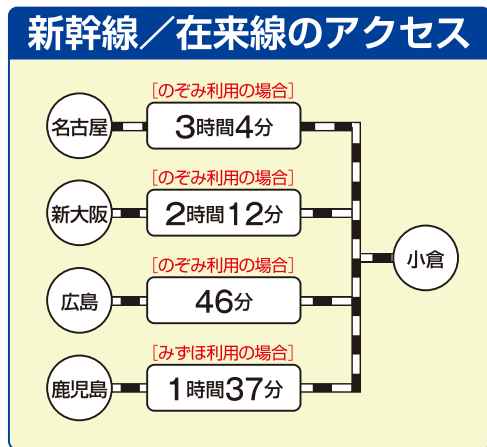 新幹線／在来線のアクセス
［のぞみ利用の場合］
名古屋 3時間4分
［のぞみ利用の場合］
新大阪 2時間12分
小倉
［のぞみ利用の場合］
広島 46分
［みずほ利用の場合］
鹿児島 1時間37分